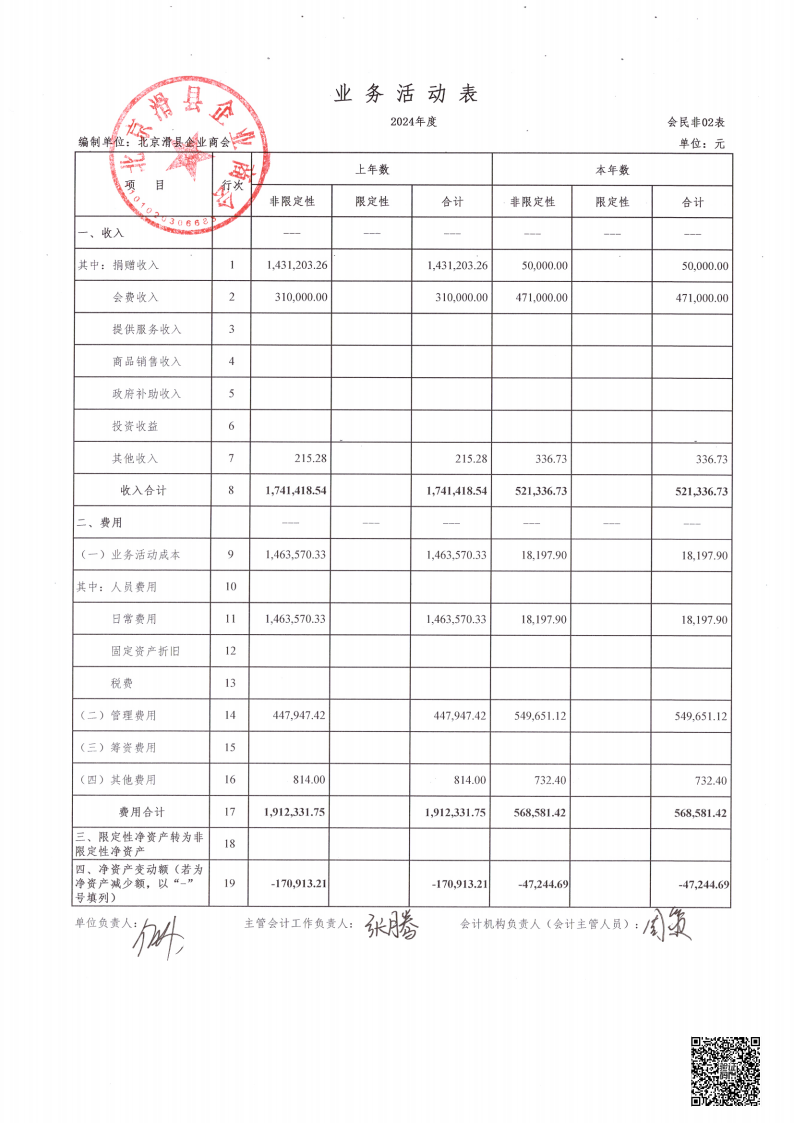 业务活动表
2024年度
会民非02表
编制单位：北京滑县企业商会
单位：元
北京滑县企业商会
项 目 行次 上年数 本年数
非限定性 限定性 合计 非限定性 限定性 合计
一、收入 --- --- --- --- --- ---
其中：捐赠收入 1 1,431,203.26 1,431,203.26 50,000.00 50,000.00
会费收入 2 310,000.00 310,000.00 471,000.00 471,000.00
提供服务收入 3
商品销售收入 4
政府补助收入 5
投资收益 6
其他收入 7 215.28 215.28 336.73 336.73
收入合计 8 1,741,418.54 1,741,418.54 521,336.73 521,336.73
二、费用 --- --- --- --- --- ---
（一）业务活动成本 9 1,463,570.33 1,463,570.33 18,197.90 18,197.90
其中：人员费用 10
日常费用 11 1,463,570.33 1,463,570.33 18,197.90 18,197.90
固定资产折旧 12
税费 13
（二）管理费用 14 447,947.42 447,947.42 549,651.12 549,651.12
（三）筹资费用 15
（四）其他费用 16 814.00 814.00 732.40 732.40
费用合计 17 1,912,331.75 1,912,331.75 568,581.42 568,581.42
三、限定性净资产转为非
限定性净资产 18
四、净资产变动额（若为
净资产减少额，以“-” 19 -170,913.21 -170,913.21 -47,244.69 -47,244.69
号填列）
单位负责人： 主管会计工作负责人：张腾 会计机构负责人（会计主管人员）：